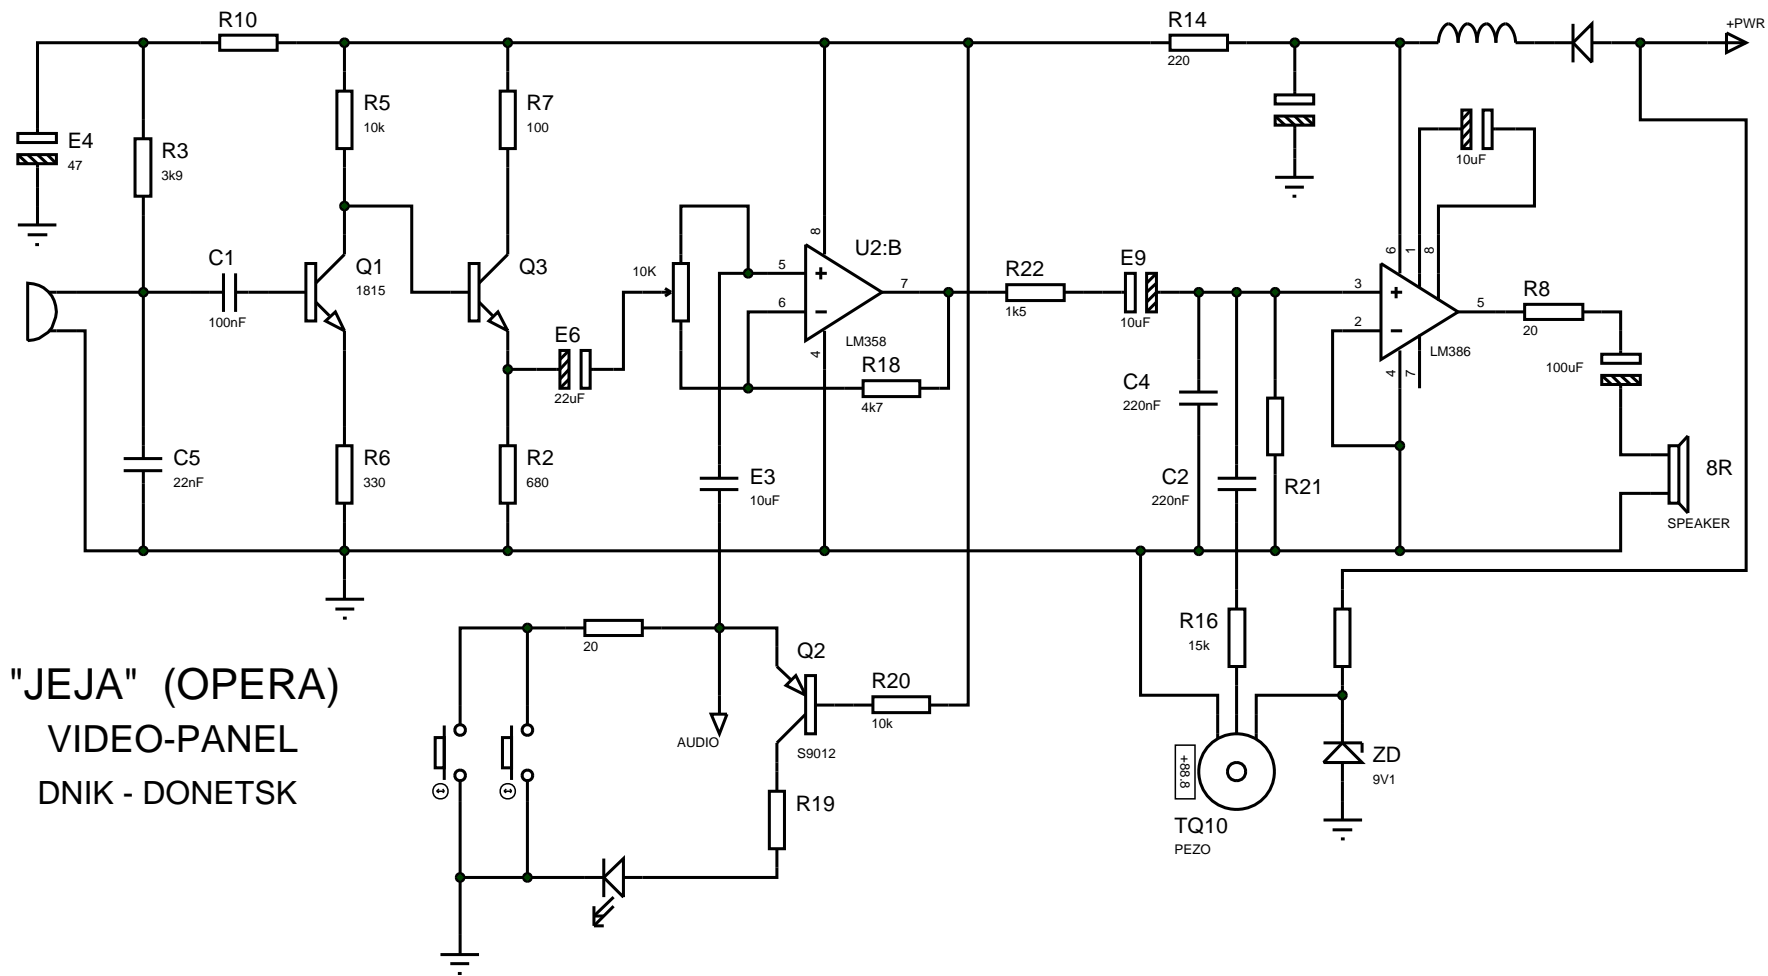 R10
R14
220
+PWR
E4
47
R3
3k9
R5
10k
R7
100
10uF
C1
100nF
Q1
1815
Q3
10K
8
U2:B
5
6
7
4
LM358
R22
1k5
E9
10uF
6
1
8
3
2
5
4
7
LM386
R8
20
100uF
E6
22uF
R18
4k7
C4
220nF
C5
22nF
R6
330
R2
680
E3
10uF
C2
220nF
R21
8R
SPEAKER
R16
15k
20
Q2
S9012
R20
10k
AUDIO
"JEJA" (OPERA)
VIDEO-PANEL
DNIK - DONETSK
R19
+88.8
TQ10
PEZO
ZD
9V1